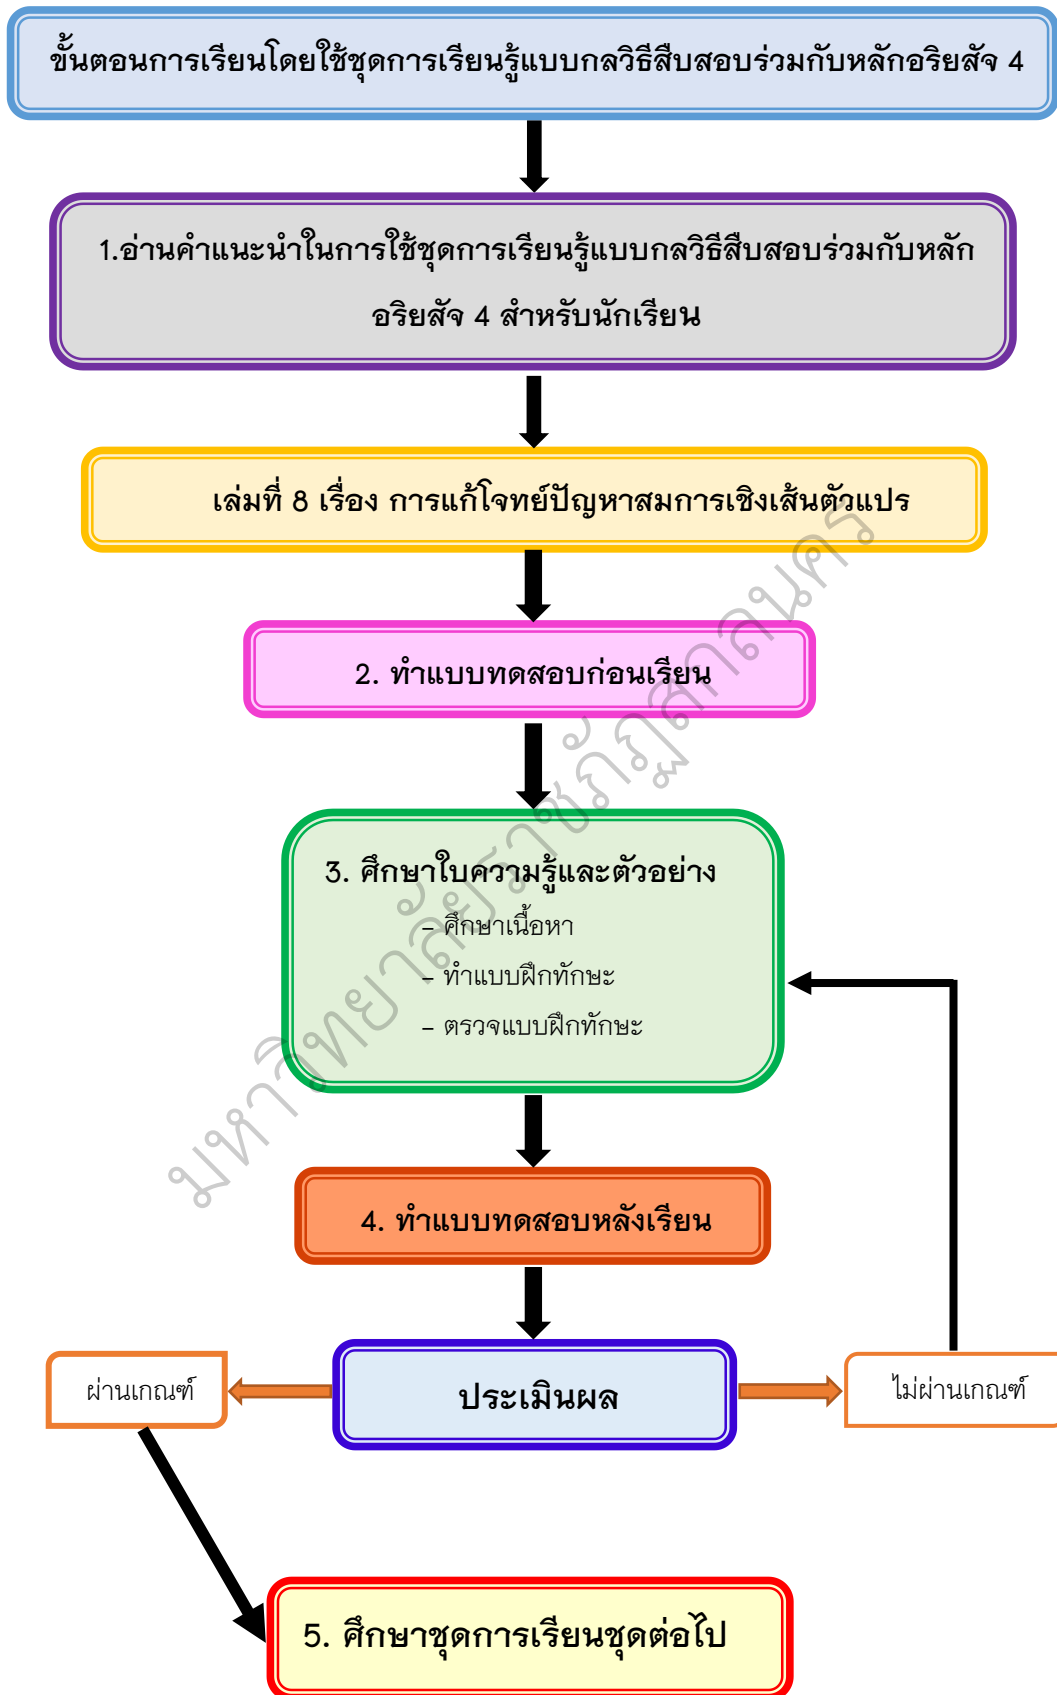 ขั้นตอนการเรียนโดยใช้ชุดการเรียนรู้แบบกลวิธีสืบสอบร่วมกับหลักอริยสัจ 4
1.อ่านคำแนะนำในการใช้ชุดการเรียนรู้แบบกลวิธีสืบสอบร่วมกับหลัก
อริยสัจ 4 สำหรับนักเรียน
เล่มที่ 8 เรื่อง การแก้โจทย์ปัญหาสมการเชิงเส้นตัวแปร
2. ทำแบบทดสอบก่อนเรียน
3. ศึกษาใบความรู้และตัวอย่าง
– ศึกษาเนื้อหา
– ทำแบบฝึกทักษะ
– ตรวจแบบฝึกทักษะ
4. ทำแบบทดสอบหลังเรียน
ผ่านเกณฑ์
ประเมินผล
ไม่ผ่านเกณฑ์
5. ศึกษาชุดการเรียนชุดต่อไป
มหาวิทยาลัยราชภัฏสกลนคร